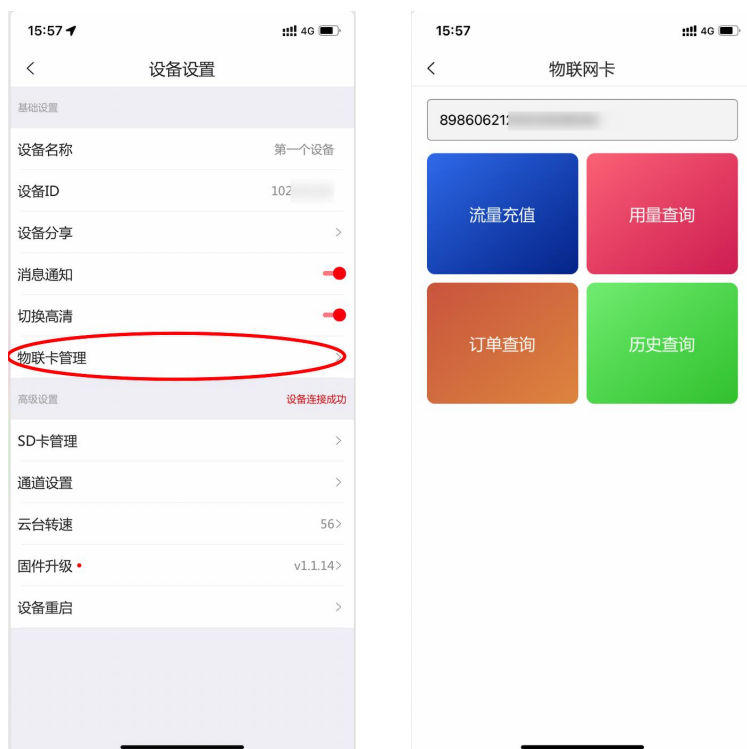 15:57
4G
设备设置
基础设置
设备名称
第一个设备
设备ID
102
设备分享
消息通知
切换高清
物联卡管理
高级设置
设备连接成功
SD卡管理
通道设置
云台转速
56
固件升级
v1.1.14
设备重启
15:57
4G
物联网卡
89860621
流量充值
用量查询
订单查询
历史查询